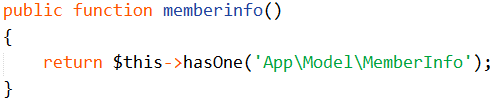 public function memberinfo()
{
    return $this->hasOne('App\Model\MemberInfo');
}